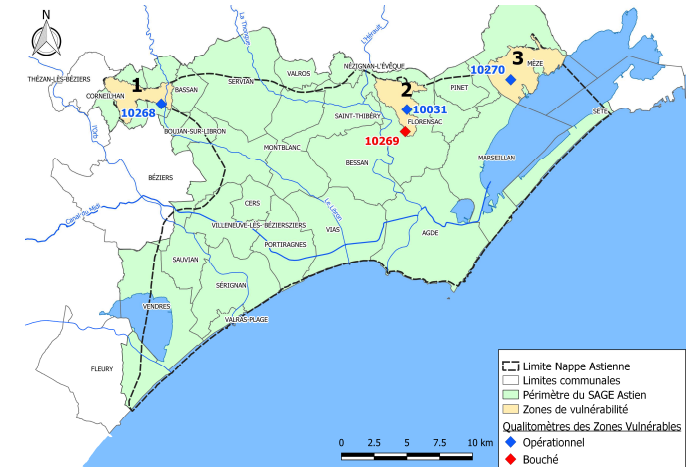 N
THÉZAN-LÈS-BÉZIERS
CORNEILHAN
1
BASSAN
10268
BOUJAN-SUR-LIBRON
L'Orb
La Thongue
SERVIAN
VALROS
L'Hérault
NÉZIGNAN-L'ÉVÊQUE
2
10031
FLORENSAC
SAINT-THIBÉRY
10269
PINET
10270
3
MÈZE
SÈTE
MONTBLANC
BESSAN
MARSEILLAN
BÉZIERS
Canal du Midi
CERS
Le Libron
VILLENEUVE-LÈS- BÉZIERSZIERS
VIAS
AGDE
PORTIRAGNES
SAUVIAN
SÉRIGNAN
VENDRES
VALRAS-PLAGE
FLEURY
Limite Nappe Astienne
Limites communales
Périmètre du SAGE Astien
Zones de vulnérabilité
Qualitomètres des Zones Vulnérables
Opérationnel
Bouché
0 2.5 5 7.5 10 km